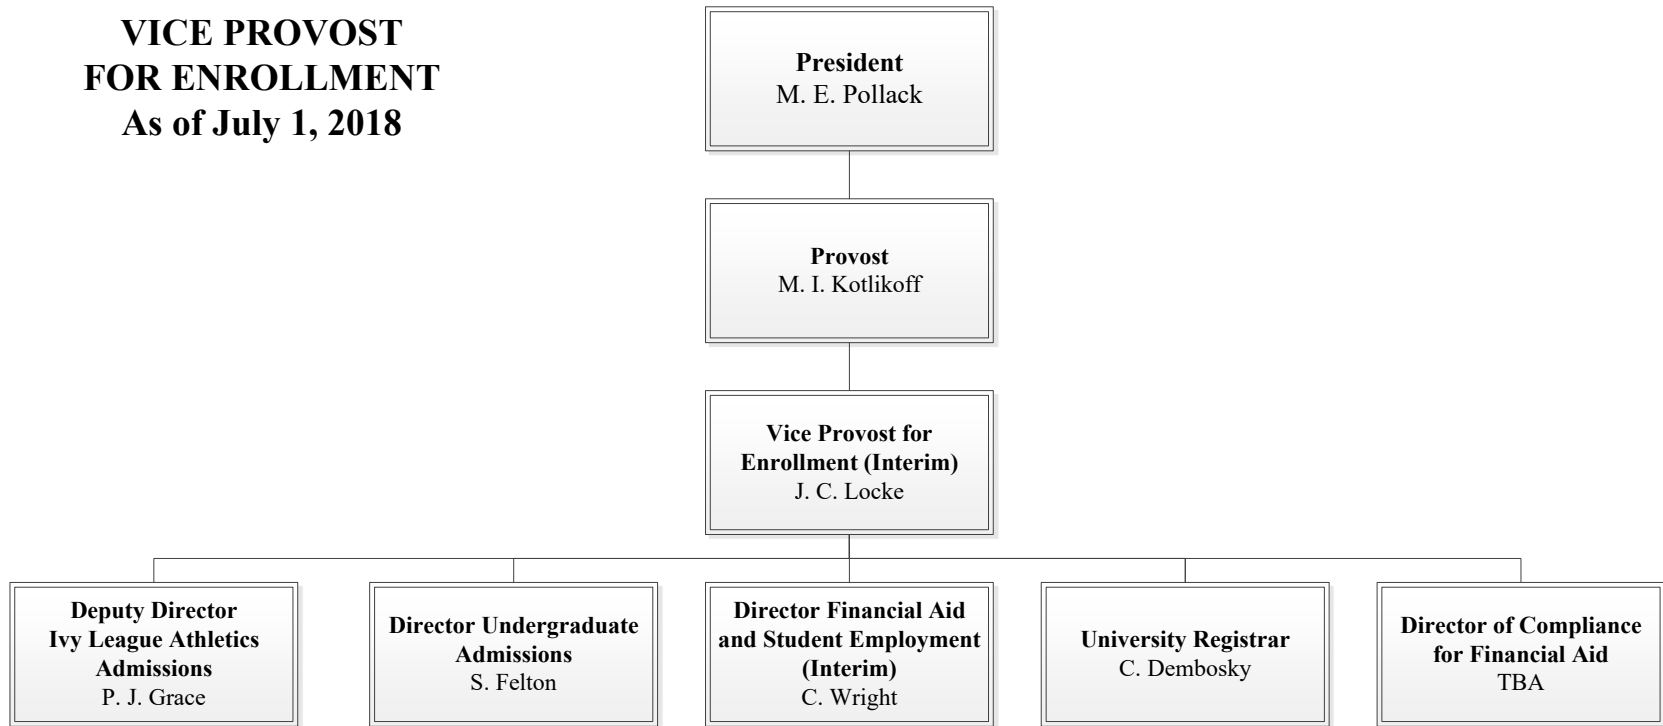 VICE PROVOST
FOR ENROLLMENT
As of July 1, 2018
President
M. E. Pollack
Provost
M. I. Kotlikoff
Vice Provost for
Enrollment (Interim)
J. C. Locke
Deputy Director
Ivy League Athletics
Admissions
P. J. Grace
Director Undergraduate
Admissions
S. Felton
Director Financial Aid
and Student Employment
(Interim)
C. Wright
University Registrar
C. Dembosky
Director of Compliance
for Financial Aid
TBA